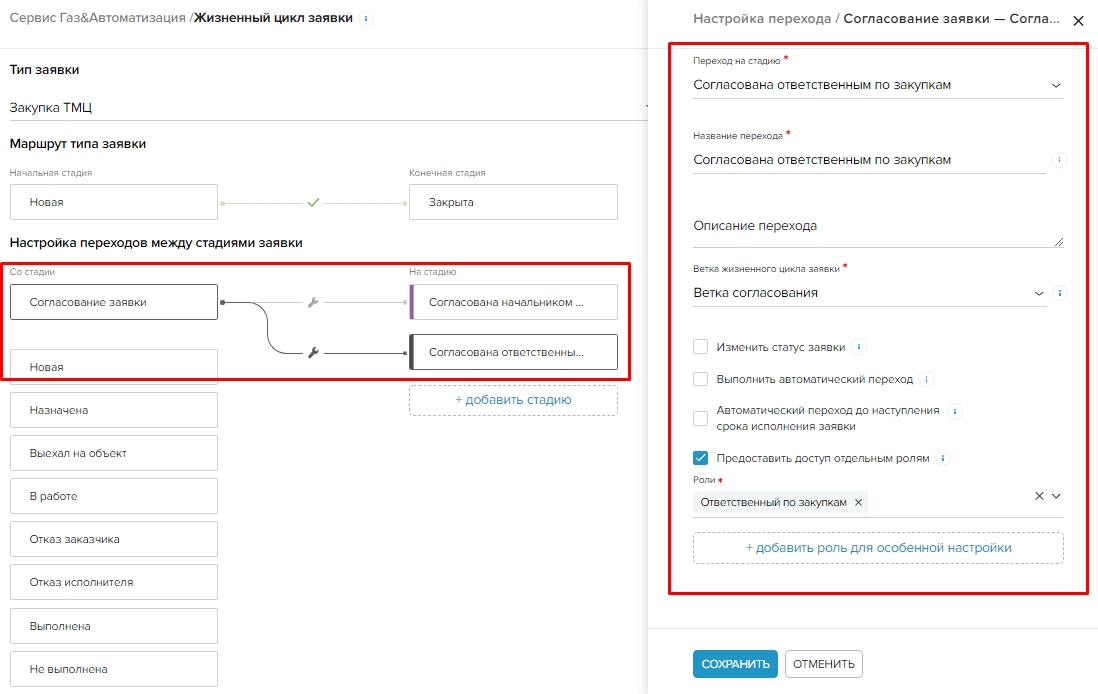 Сервис Газ&Автоматизация /Жизненный цикл заявки
Тип заявки
Закупка ТМЦ
Маршрут типа заявки
Начальная стадия
Конечная стадия
Новая
Закрыта
Настройка переходов между стадиями заявки
Со стадии
На стадию
Согласование заявки
Согласована начальником ...
Согласована ответственны...
Новая
+ добавить стадию
Назначена
Выехал на объект
В работе
Отказ заказчика
Отказ исполнителя
Выполнена
Не выполнена
Настройка перехода / Согласование заявки — Согла...
Переход на стадию *
Согласована ответственным по закупкам
Название перехода *
Согласована ответственным по закупкам
Описание перехода
Ветка жизненного цикла заявки *
Ветка согласования
Изменить статус заявки
Выполнить автоматический переход
Автоматический переход до наступления
срока исполнения заявки
Предоставить доступ отдельным ролям
Роли *
Ответственный по закупкам
+ добавить роль для особенной настройки
СОХРАНИТЬ
ОТМЕНИТЬ